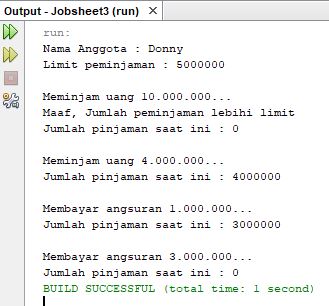 Output - Jobsheet3 (run)
run:
Nama Anggota : Donny
Limit peminjaman : 5000000
Meminjam uang 10.000.000...
Maaf, Jumlah peminjaman lebihi limit
Jumlah pinjaman saat ini : 0
Meminjam uang 4.000.000...
Jumlah pinjaman saat ini : 4000000
Membayar angsuran 1.000.000...
Jumlah pinjaman saat ini : 3000000
Membayar angsuran 3.000.000...
Jumlah pinjaman saat ini : 0
BUILD SUCCESSFUL (total time: 1 second)